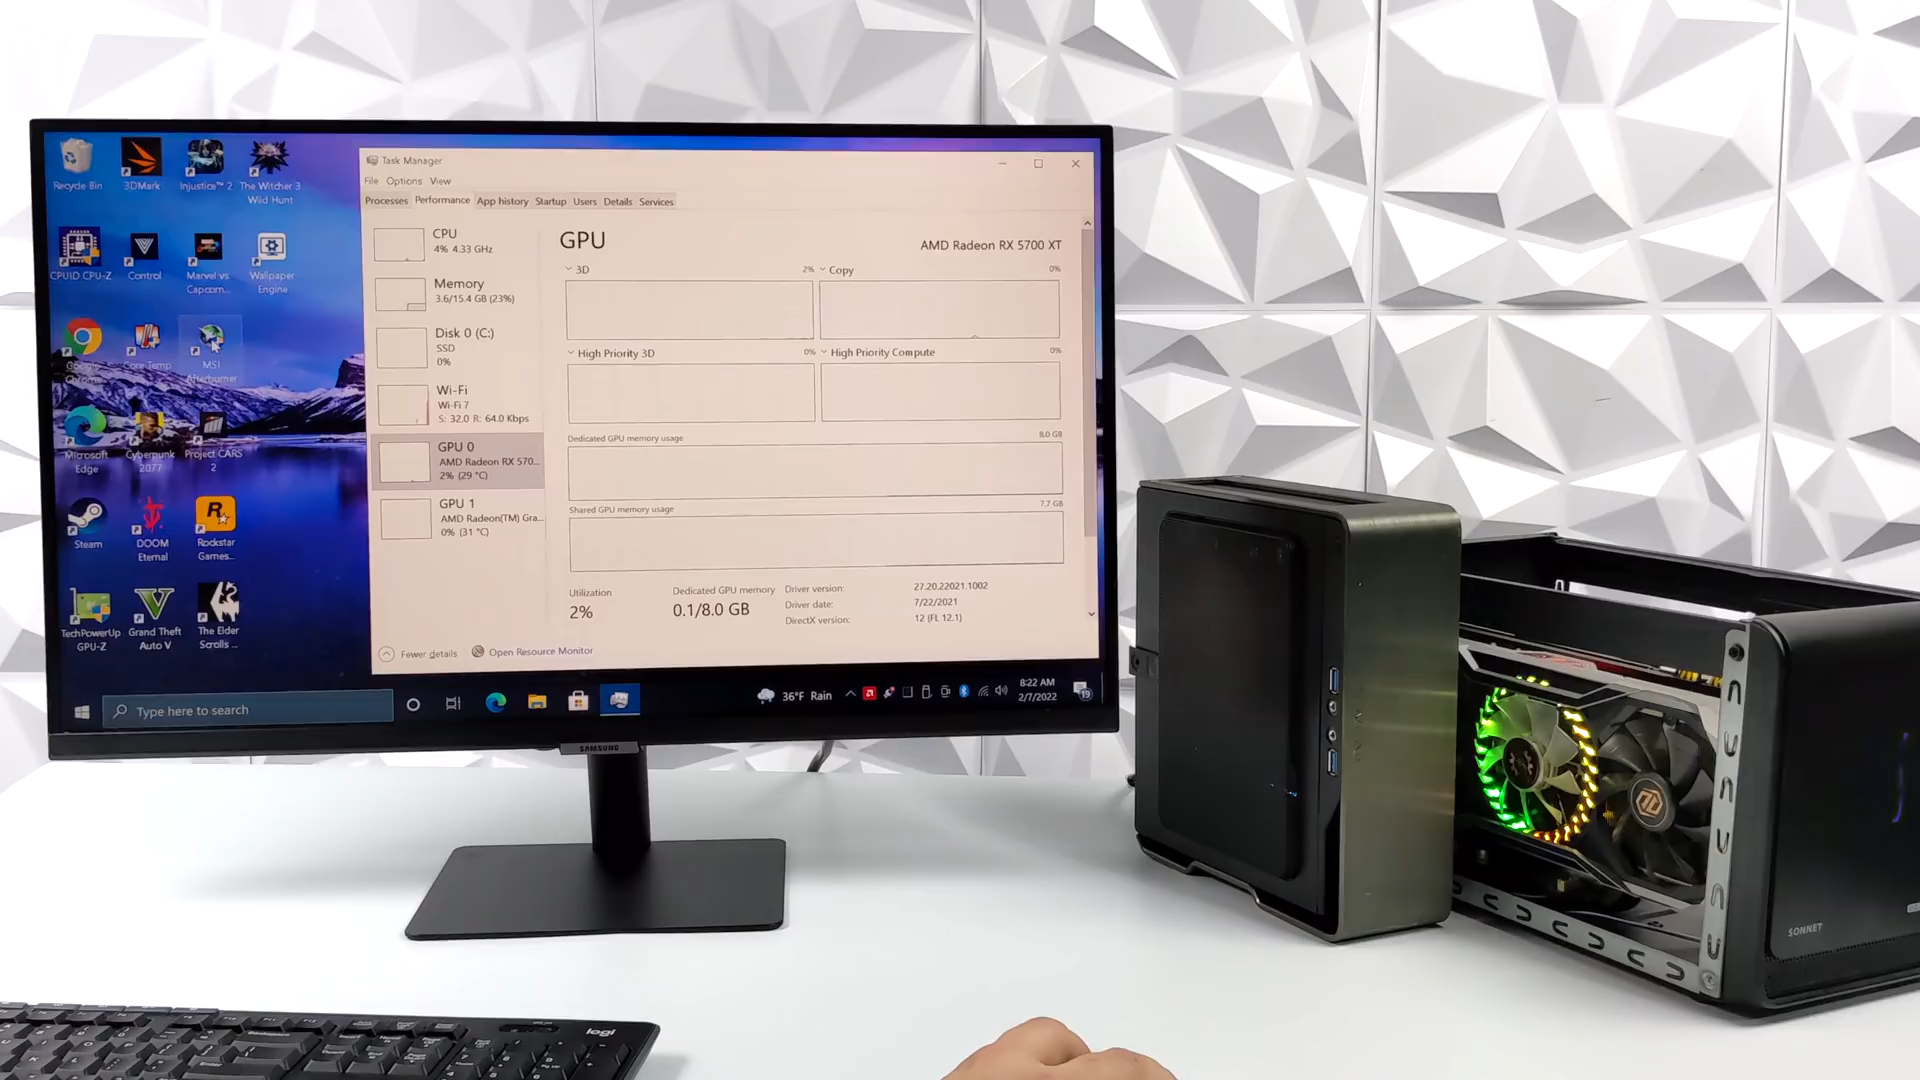 Recycle Bin
3DMark
Injustice™ 2
The Witcher 3
Wild Hunt
CPUID CPU-Z
Control
Marvel vs.
Capcom...
Wallpaper
Engine
Google
Chrome
Core Temp
MSI
Afterburner
Microsoft
Edge
Cyberpunk
2077
Project CARS
2
Steam
DOOM
Eternal
Rockstar
Games...
TechPowerUp
GPU-Z
Grand Theft
Auto V
The Elder
Scrolls ...
Task Manager
File Options View
Processes Performance App history Startup Users Details Services
CPU
4% 4.33 GHz
Memory
3.6/15.4 GB (23%)
Disk 0 (C:)
SSD
0%
Wi-Fi
Wi-Fi 7
S: 32.0 R: 64.0 Kbps
GPU 0
AMD Radeon RX 570...
2% (29 °C)
GPU 1
AMD Radeon(TM) Gra...
0% (31 °C)
GPU
AMD Radeon RX 5700 XT
3D 2%
Copy 0%
High Priority 3D 0%
High Priority Compute 0%
Dedicated GPU memory usage 8.0 GB
Shared GPU memory usage 7.7 GB
Utilization
2%
Dedicated GPU memory
0.1/8.0 GB
Driver version: 27.20.22021.1002
Driver date: 7/22/2021
DirectX version: 12 (FL 12.1)
Fewer details
Open Resource Monitor
Type here to search
36°F Rain
8:22 AM
2/7/2022
19
SAMSUNG
SONNET
logi